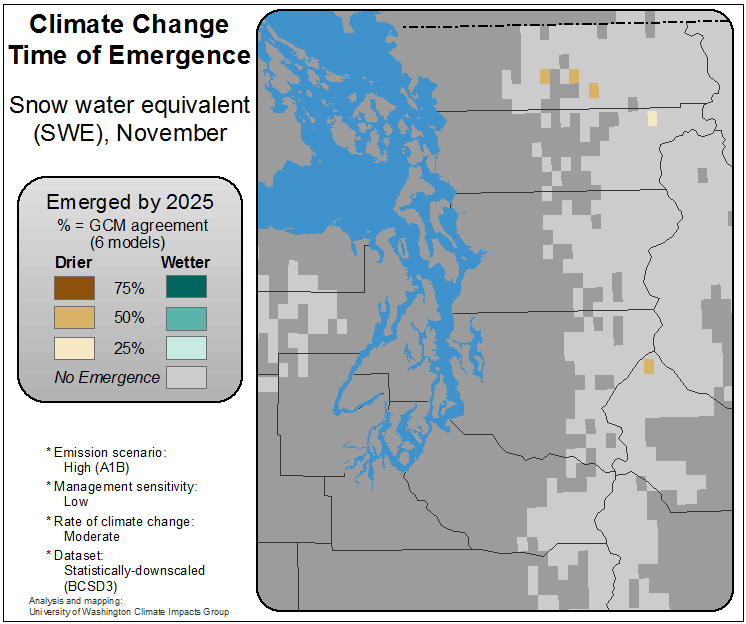 Climate Change
Time of Emergence
Snow water equivalent
(SWE), November
Emerged by 2025
% = GCM agreement
(6 models)
Drier Wetter
75%
50%
25%
No Emergence
* Emission scenario:
High (A1B)
* Management sensitivity:
Low
* Rate of climate change:
Moderate
* Dataset:
Statistically-downscaled
(BCSD3)
Analysis and mapping:
University of Washington Climate Impacts Group